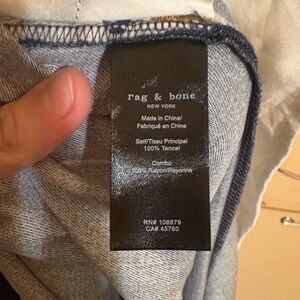 rag & bone
NEW YORK
Made in China/
Fabriqué en Chine
Self/Tissu Principal
100% Tencel
Combo
100% Rayon/Rayonne
RN# 108879
CA# 45760